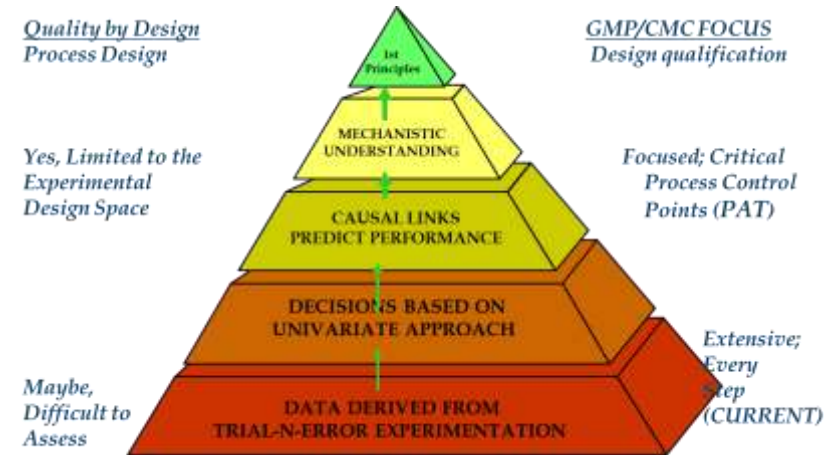 Quality by Design
Process Design
GMP/CMC FOCUS
Design qualification
1st
Principles
MECHANISTIC
UNDERSTANDING
Yes, Limited to the
Experimental
Design Space
Focused; Critical
Process Control
Points (PAT)
CAUSAL LINKS
PREDICT PERFORMANCE
DECISIONS BASED ON
UNIVARIATE APPROACH
Extensive;
Every
Step
(CURRENT)
Maybe,
Difficult to
Assess
DATA DERIVED FROM
TRIAL-N-ERROR EXPERIMENTATION